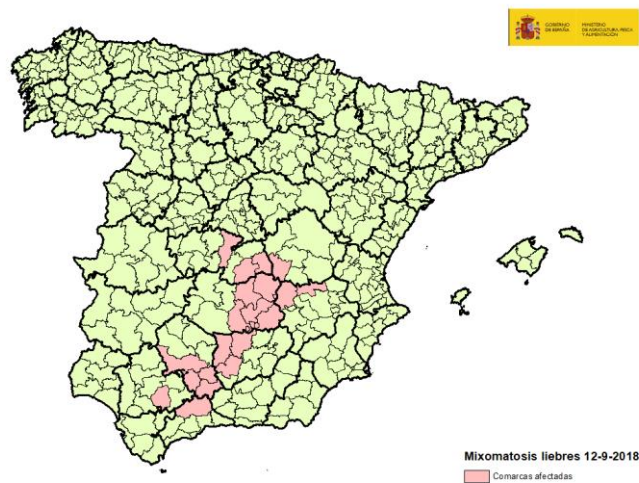 GOBIERNO MINISTERIO
DE ESPAÑA DE AGRICULTURA, PESCA
Y ALIMENTACIÓN
Mixomatosis liebres 12-9-2018
Comarcas afectadas